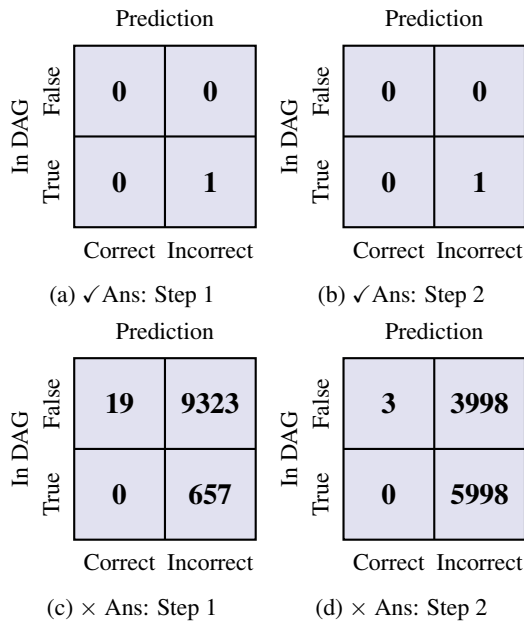 Prediction Prediction
In DAG False 0 0 In DAG False 0 0
True 0 1 True 0 1
Correct Incorrect Correct Incorrect
(a) ✓Ans: Step 1 (b) ✓Ans: Step 2
Prediction Prediction
In DAG False 19 9323 In DAG False 3 3998
True 0 657 True 0 5998
Correct Incorrect Correct Incorrect
(c) × Ans: Step 1 (d) × Ans: Step 2